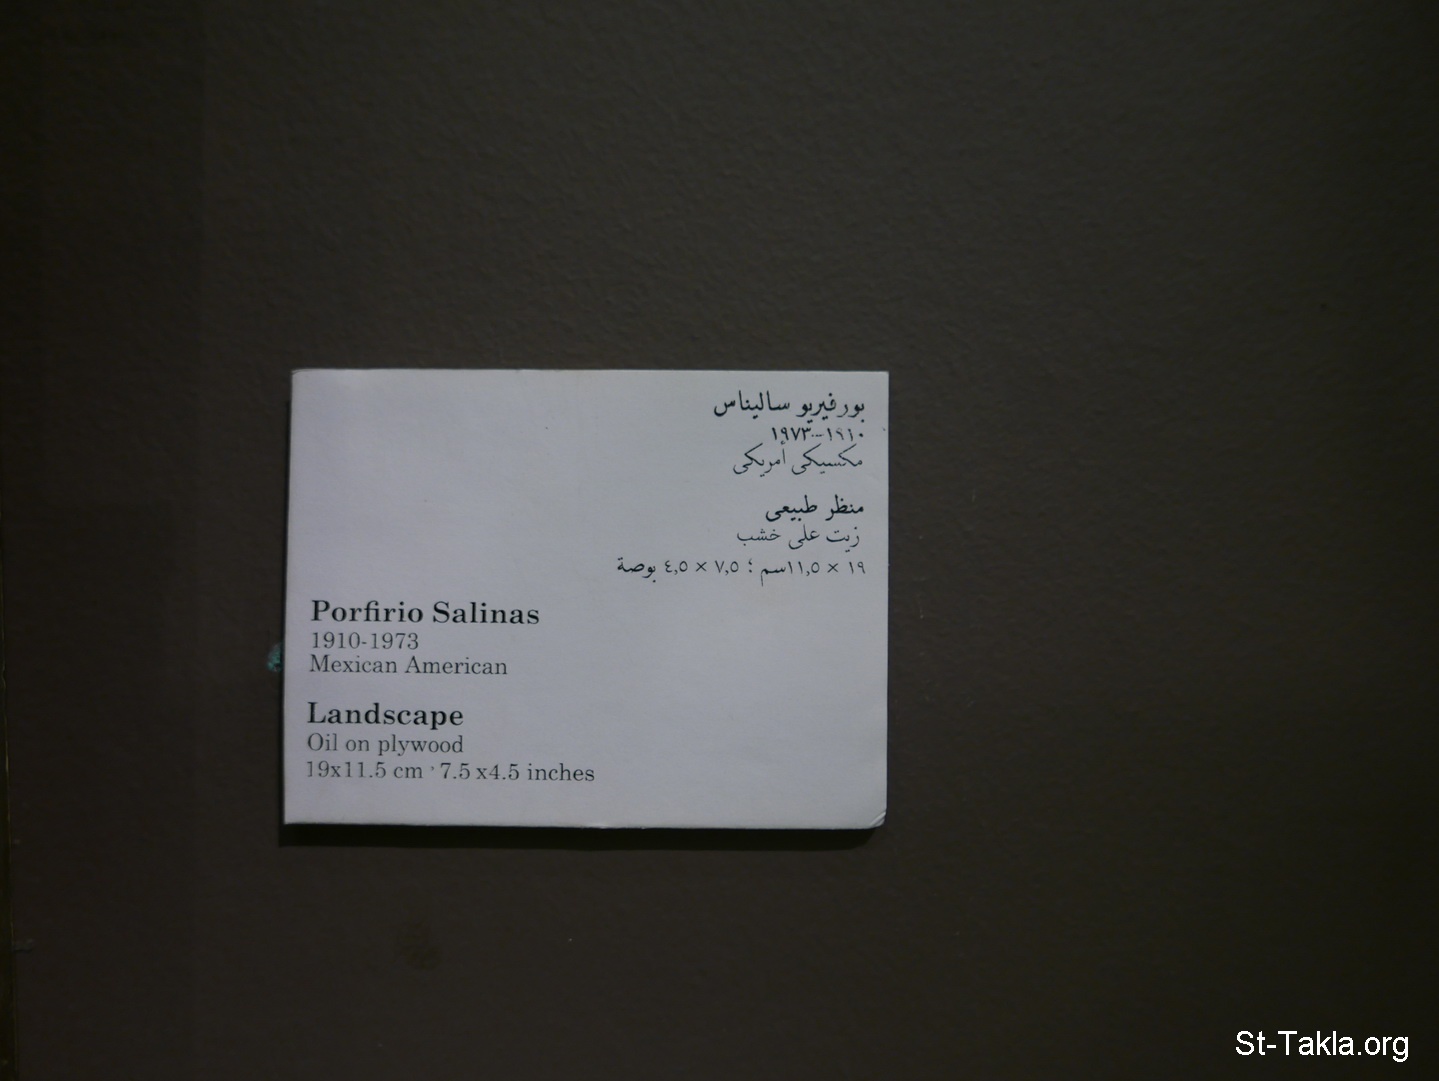 بورفيريو ساليناس
١٩١٠-١٩٧٣
مكسيكى أمريكى
منظر طبيعى
زيت على خشب
١٩ × ١١,٥سم ؛ ٧,٥ × ٤,٥ بوصة
Porfirio Salinas
1910-1973
Mexican American
Landscape
Oil on plywood
19x11.5 cm ؛ 7.5 x4.5 inches
St-Takla.org